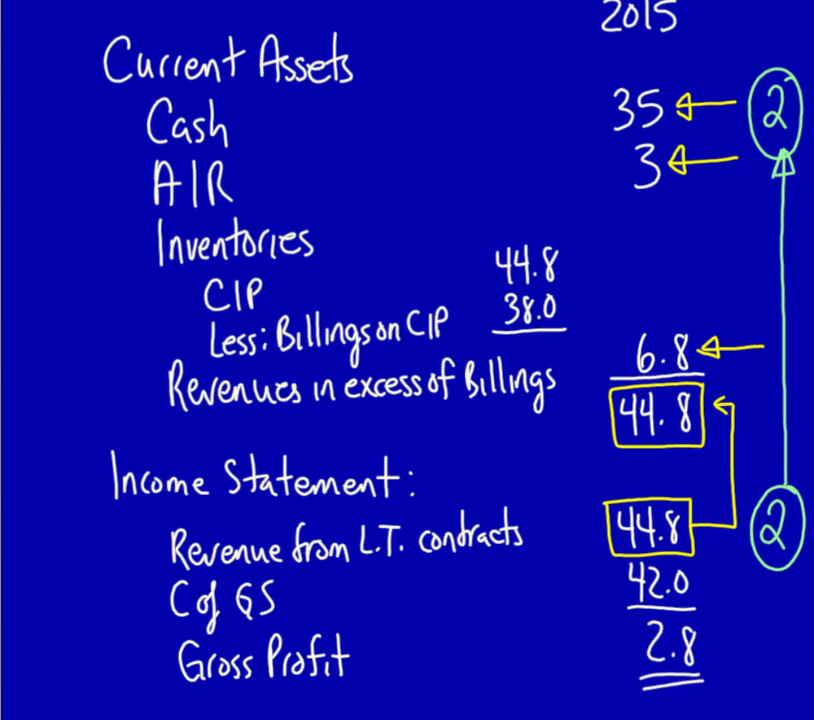 2015
Current Assets
Cash 35 2
A/R 3
Inventories
CIP 44.8
Less: Billings on CIP 38.0
Revenues in excess of Billings 6.8
44.8
Income Statement:
Revenue from L.T. contracts 44.8 2
C of GS 42.0
Gross Profit 2.8